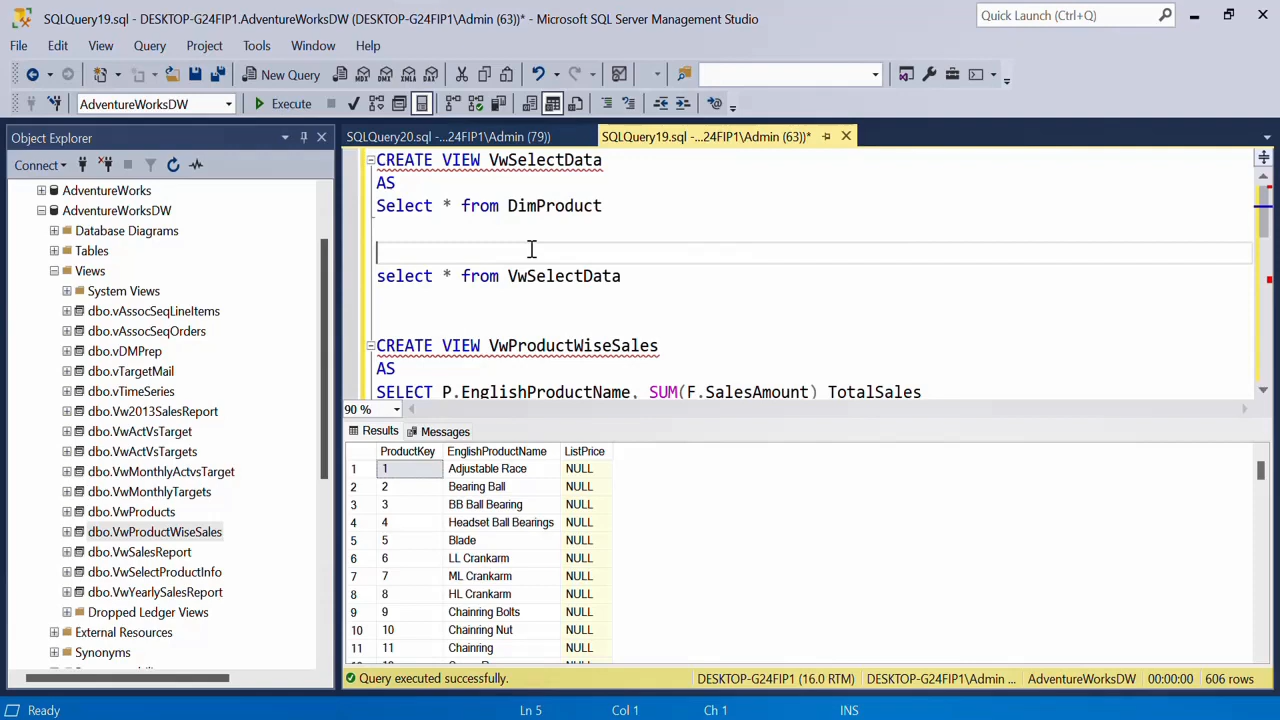 SQLQuery19.sql - DESKTOP-G24FIP1.AdventureWorksDW (DESKTOP-G24FIP1\Admin (63))* - Microsoft SQL Server Management Studio
Quick Launch (Ctrl+Q)
File Edit View Query Project Tools Window Help
New Query MDX DMX XMLA DAX
AdventureWorksDW Execute
Object Explorer
SQLQuery20.sql -...24FIP1\Admin (79)) SQLQuery19.sql -...24FIP1\Admin (63))*
Connect
AdventureWorks
AdventureWorksDW
Database Diagrams
Tables
Views
System Views
dbo.vAssocSeqLineItems
dbo.vAssocSeqOrders
dbo.vDMPrep
dbo.vTargetMail
dbo.vTimeSeries
dbo.Vw2013SalesReport
dbo.VwActVsTarget
dbo.VwActVsTargets
dbo.VwMonthlyActvsTarget
dbo.VwMonthlyTargets
dbo.VwProducts
dbo.VwProductWiseSales
dbo.VwSalesReport
dbo.VwSelectProductInfo
dbo.VwYearlySalesReport
Dropped Ledger Views
External Resources
Synonyms
CREATE VIEW VwSelectData
AS
Select * from DimProduct
select * from VwSelectData
CREATE VIEW VwProductWiseSales
AS
SELECT P.EnglishProductName, SUM(F.SalesAmount) TotalSales
90 %
Results Messages
ProductKey EnglishProductName ListPrice
1 1 Adjustable Race NULL
2 2 Bearing Ball NULL
3 3 BB Ball Bearing NULL
4 4 Headset Ball Bearings NULL
5 5 Blade NULL
6 6 LL Crankarm NULL
7 7 ML Crankarm NULL
8 8 HL Crankarm NULL
9 9 Chainring Bolts NULL
10 10 Chainring Nut NULL
11 11 Chainring NULL
Query executed successfully. DESKTOP-G24FIP1 (16.0 RTM) DESKTOP-G24FIP1\Admin ... AdventureWorksDW 00:00:00 606 rows
Ready Ln 5 Col 1 Ch 1 INS